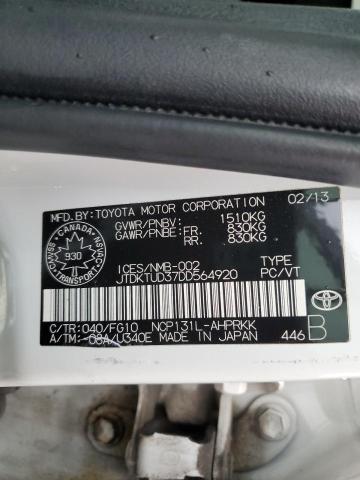 MFD.BY:TOYOTA MOTOR CORPORATION 02/13
GVWR/PNBV: 1510KG
GAWR/PNBE:FR. 830KG
RR. 830KG
CANADA
930
TRANSPORT
ICES/NMB-002 TYPE
JTDKTUD37DD564920 PC/VT
C/TR:040/FG10 NCP131L-AHPRKK
A/TM:-08A/U340E MADE IN JAPAN 446 B
TOYOTA